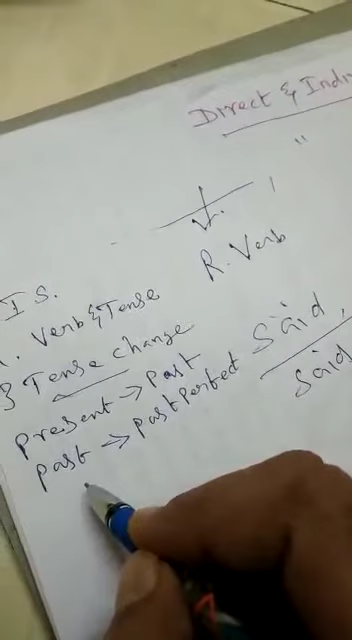 Direct & Indi
"
R. Verb
I S.
Verb & Tense
Tense change
said,
present → past
said
past → past perfect